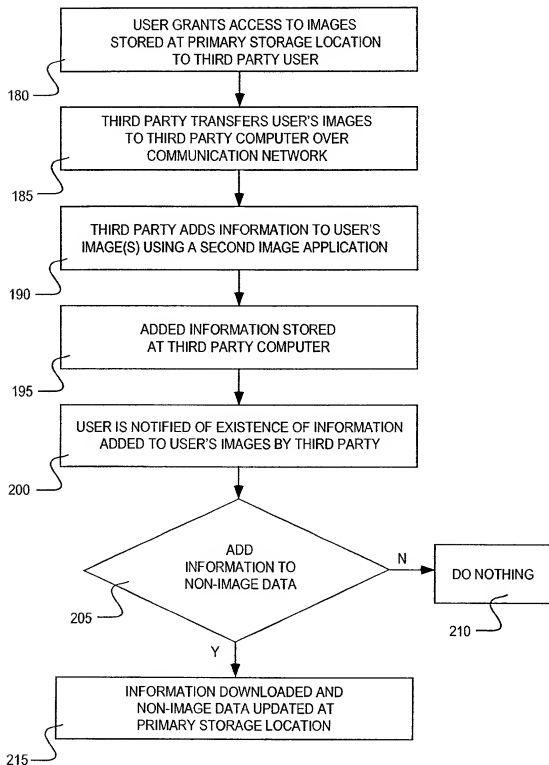 USER GRANTS ACCESS TO IMAGES
STORED AT PRIMARY STORAGE LOCATION
TO THIRD PARTY USER
180
THIRD PARTY TRANSFERS USER'S IMAGES
TO THIRD PARTY COMPUTER OVER
COMMUNICATION NETWORK
185
THIRD PARTY ADDS INFORMATION TO USER'S
IMAGE(S) USING A SECOND IMAGE APPLICATION
190
ADDED INFORMATION STORED
AT THIRD PARTY COMPUTER
195
USER IS NOTIFIED OF EXISTENCE OF INFORMATION
ADDED TO USER'S IMAGES BY THIRD PARTY
200
ADD
INFORMATION TO
NON-IMAGE DATA
205
N
DO NOTHING
210
Y
INFORMATION DOWNLOADED AND
NON-IMAGE DATA UPDATED AT
PRIMARY STORAGE LOCATION
215